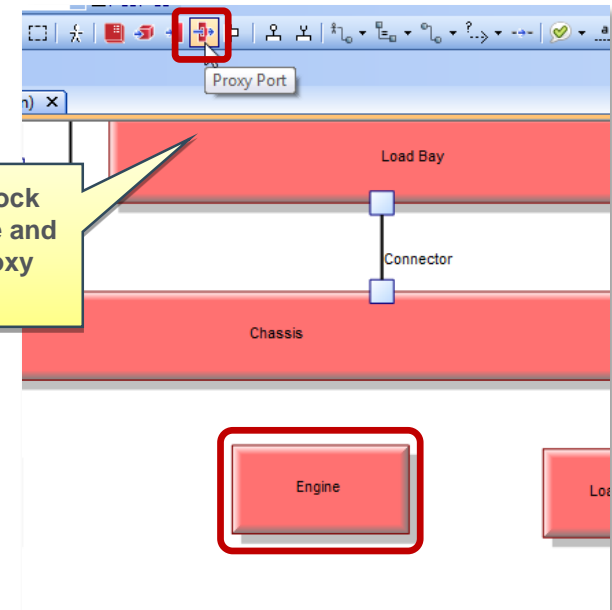 Proxy Port
n) X
Load Bay
ock
e and
oxy
Connector
Chassis
Engine
Loa